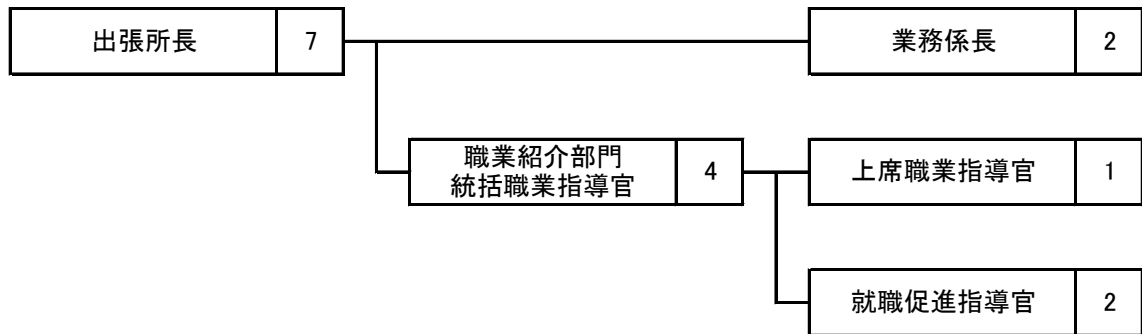 出張所長 7
業務係長 2
職業紹介部門
統括職業指導官 4
上席職業指導官 1
就職促進指導官 2